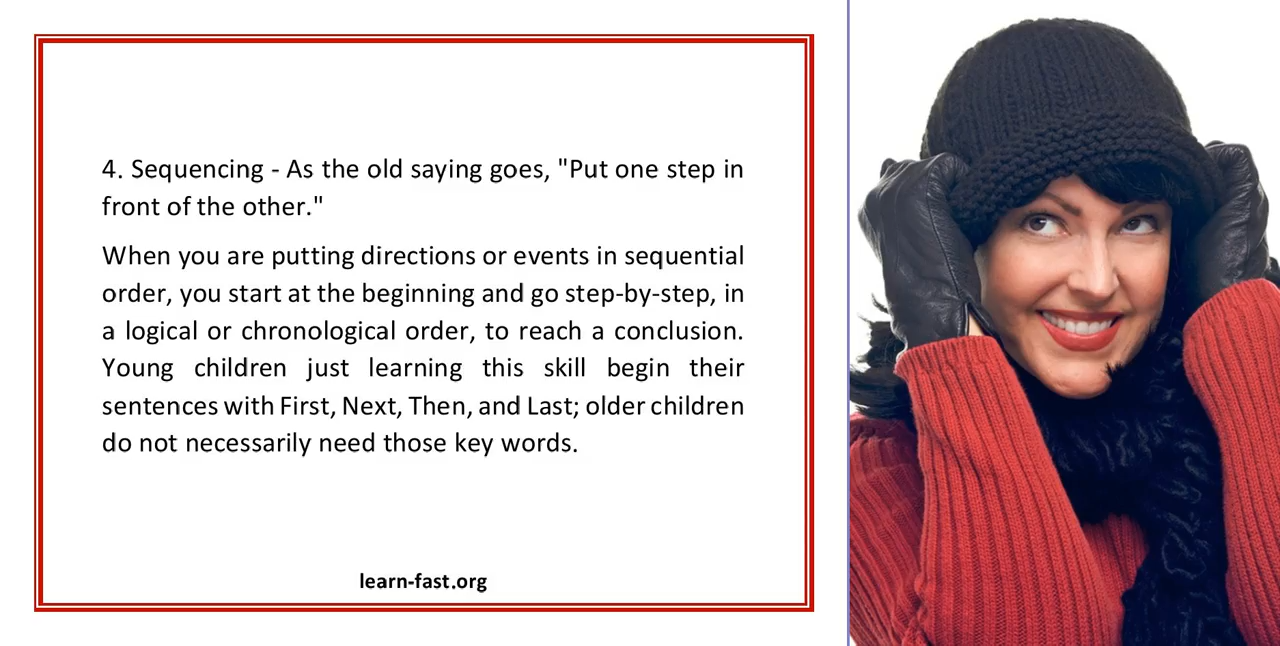 4. Sequencing - As the old saying goes, "Put one step in
front of the other."
When you are putting directions or events in sequential
order, you start at the beginning and go step-by-step, in
a logical or chronological order, to reach a conclusion.
Young children just learning this skill begin their
sentences with First, Next, Then, and Last; older children
do not necessarily need those key words.
learn-fast.org